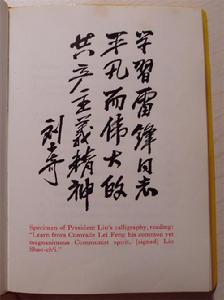 学習雷锋同志
平凡而伟大的
共产主義精神
刘少奇
Specimen of President Liu's calligraphy, reading:
"Learn from Comrade Lei Feng his common yet
magnanimous Communist spirit. [signed] Liu
Shao-ch'i."